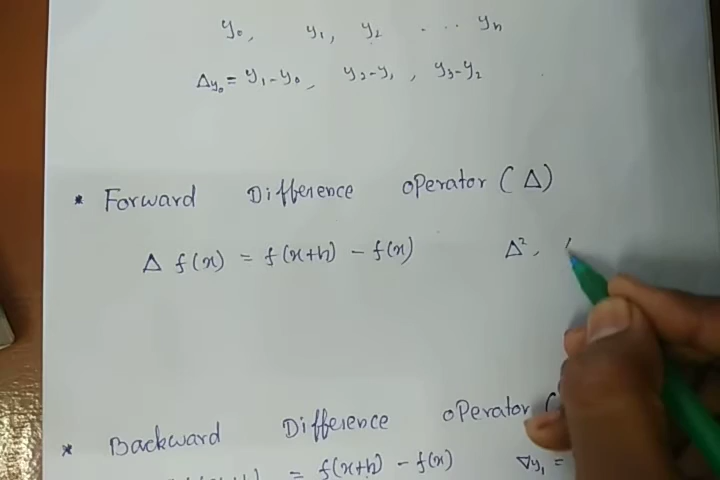 y₀, y₁, y₂ .... yₙ
Δy₀ = y₁-y₀, y₂-y₁, y₃-y₂
* Forward Difference operator (Δ)
Δ f(x) = f(x+h) - f(x) Δ²,
* Backward Difference operator (
= f(x+h) - f(x) ∇y₁ =